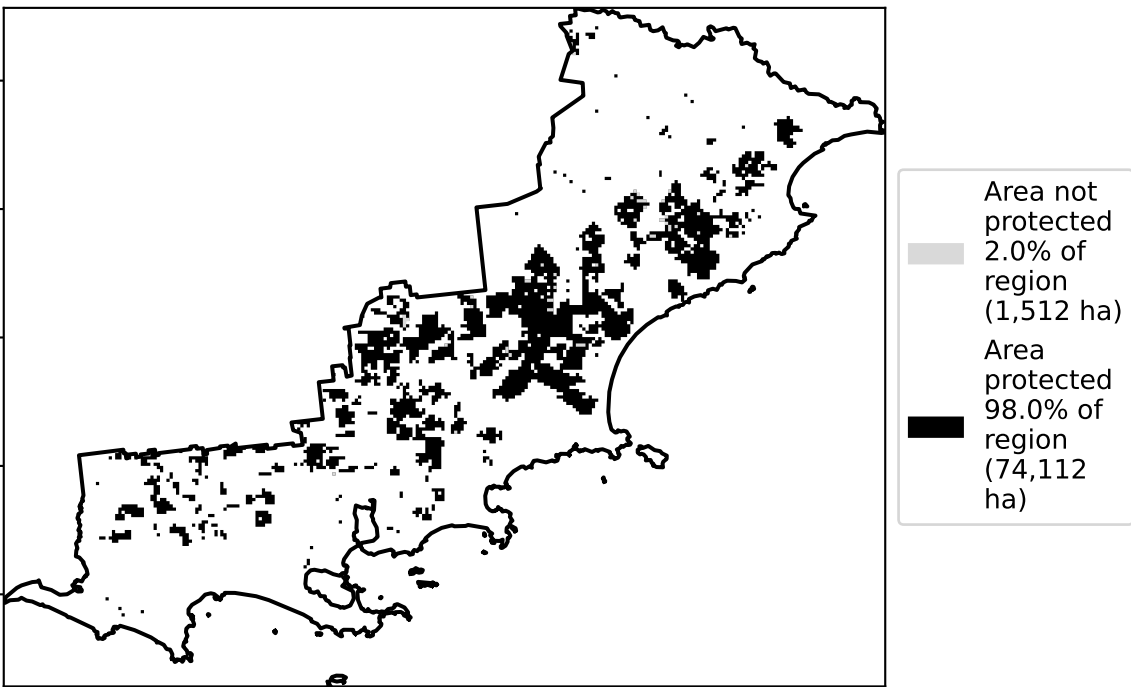 Area not
protected
2.0% of
region
(1,512 ha)
Area
protected
98.0% of
region
(74,112
ha)